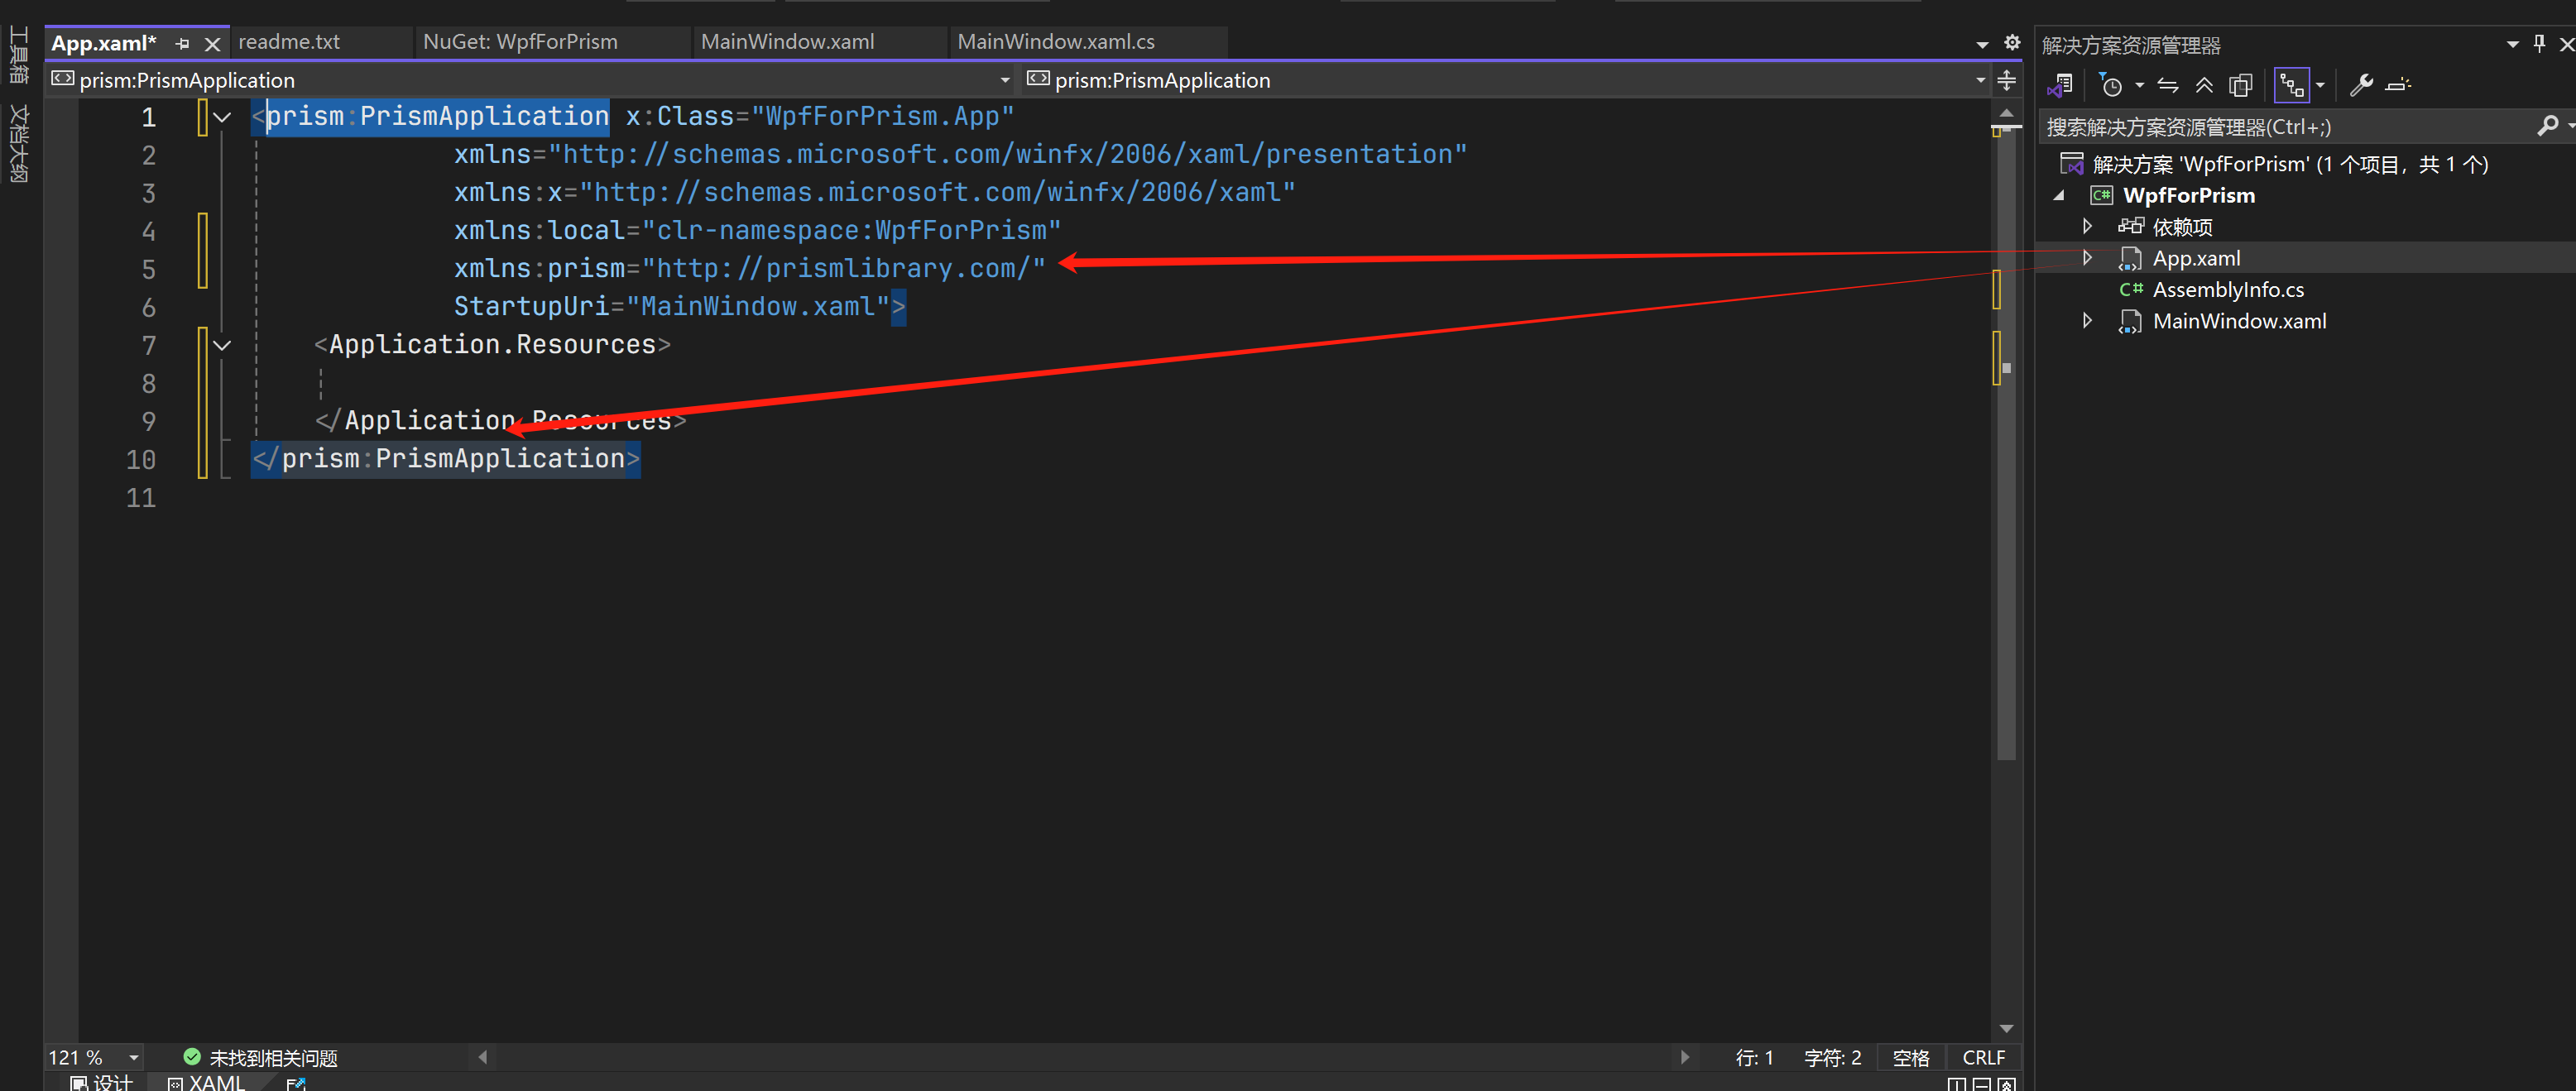 工具箱
文档大纲
App.xaml*
readme.txt
NuGet: WpfForPrism
MainWindow.xaml
MainWindow.xaml.cs
prism:PrismApplication
prism:PrismApplication
1 <prism:PrismApplication x:Class="WpfForPrism.App"
2 xmlns="http://schemas.microsoft.com/winfx/2006/xaml/presentation"
3 xmlns:x="http://schemas.microsoft.com/winfx/2006/xaml"
4 xmlns:local="clr-namespace:WpfForPrism"
5 xmlns:prism="http://prismlibrary.com/"
6 StartupUri="MainWindow.xaml">
7 <Application.Resources>
8
9 </Application.Resources>
10 </prism:PrismApplication>
11
121 %
未找到相关问题
行: 1
字符: 2
空格
CRLF
设计
XAML
解决方案资源管理器
搜索解决方案资源管理器(Ctrl+;)
解决方案 'WpfForPrism' (1 个项目，共 1 个)
C# WpfForPrism
依赖项
App.xaml
C# AssemblyInfo.cs
MainWindow.xaml